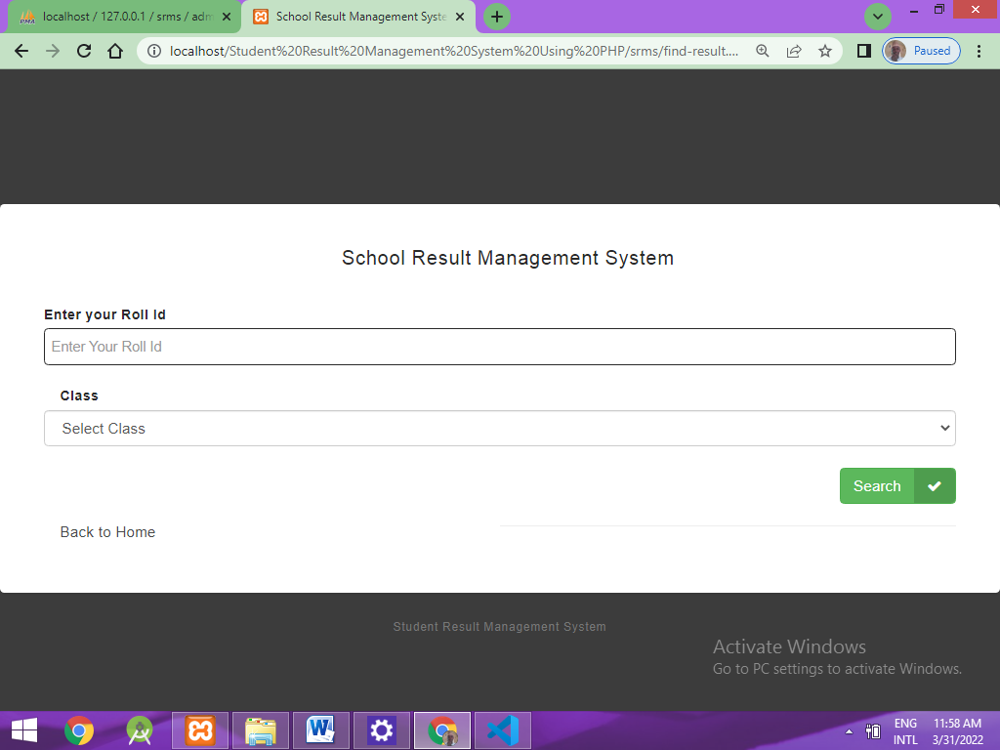 localhost / 127.0.0.1 / srms / adm
School Result Management Syste
localhost/Student%20Result%20Management%20System%20Using%20PHP/srms/find-result....
Paused
School Result Management System
Enter your Roll Id
Enter Your Roll Id
Class
Select Class
Search
Back to Home
Student Result Management System
Activate Windows
Go to PC settings to activate Windows.
ENG 11:58 AM
INTL 3/31/2022